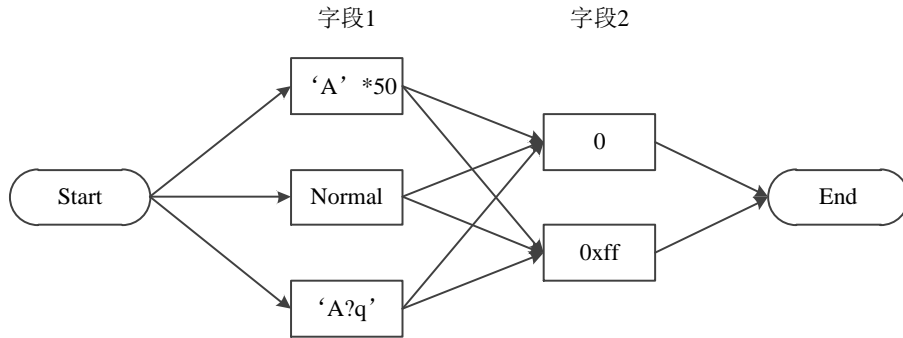 字段1 字段2
‘A’ *50
0
Start Normal End
0xff
‘A?q’